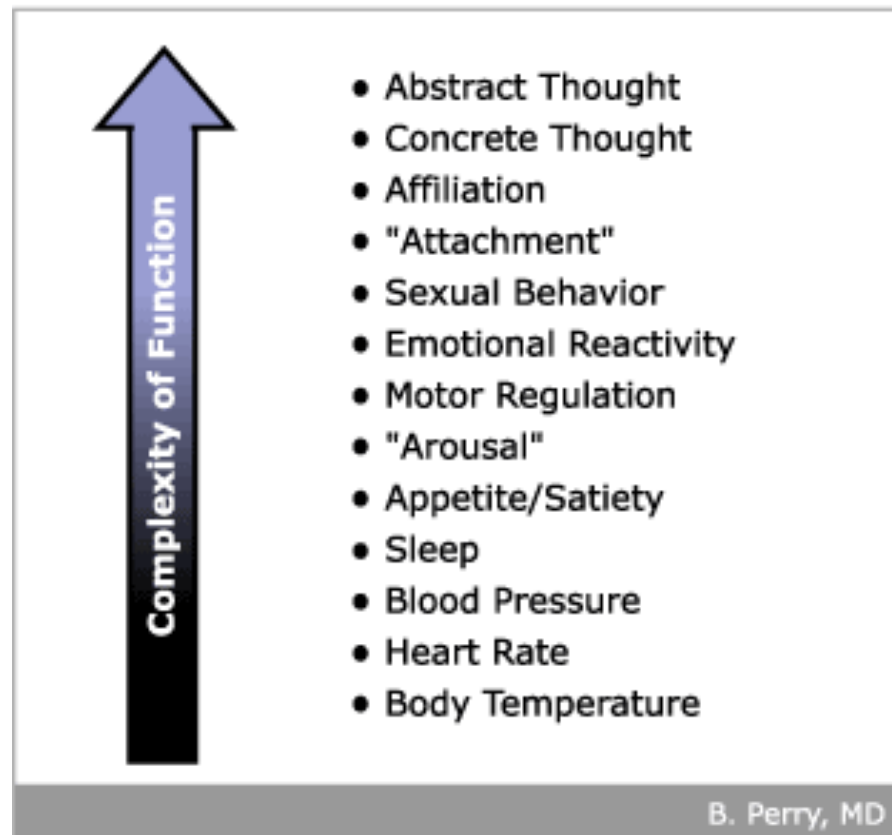 Complexity of Function
• Abstract Thought
• Concrete Thought
• Affiliation
• "Attachment"
• Sexual Behavior
• Emotional Reactivity
• Motor Regulation
• "Arousal"
• Appetite/Satiety
• Sleep
• Blood Pressure
• Heart Rate
• Body Temperature
B. Perry, MD